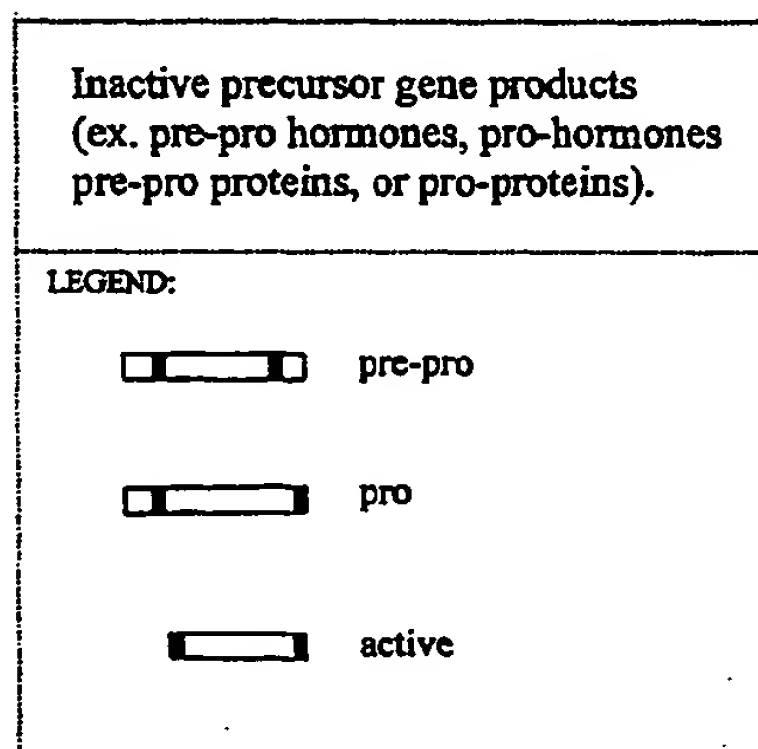 Inactive precursor gene products
(ex. pre-pro hormones, pro-hormones
pre-pro proteins, or pro-proteins).
LEGEND:
pre-pro
pro
active